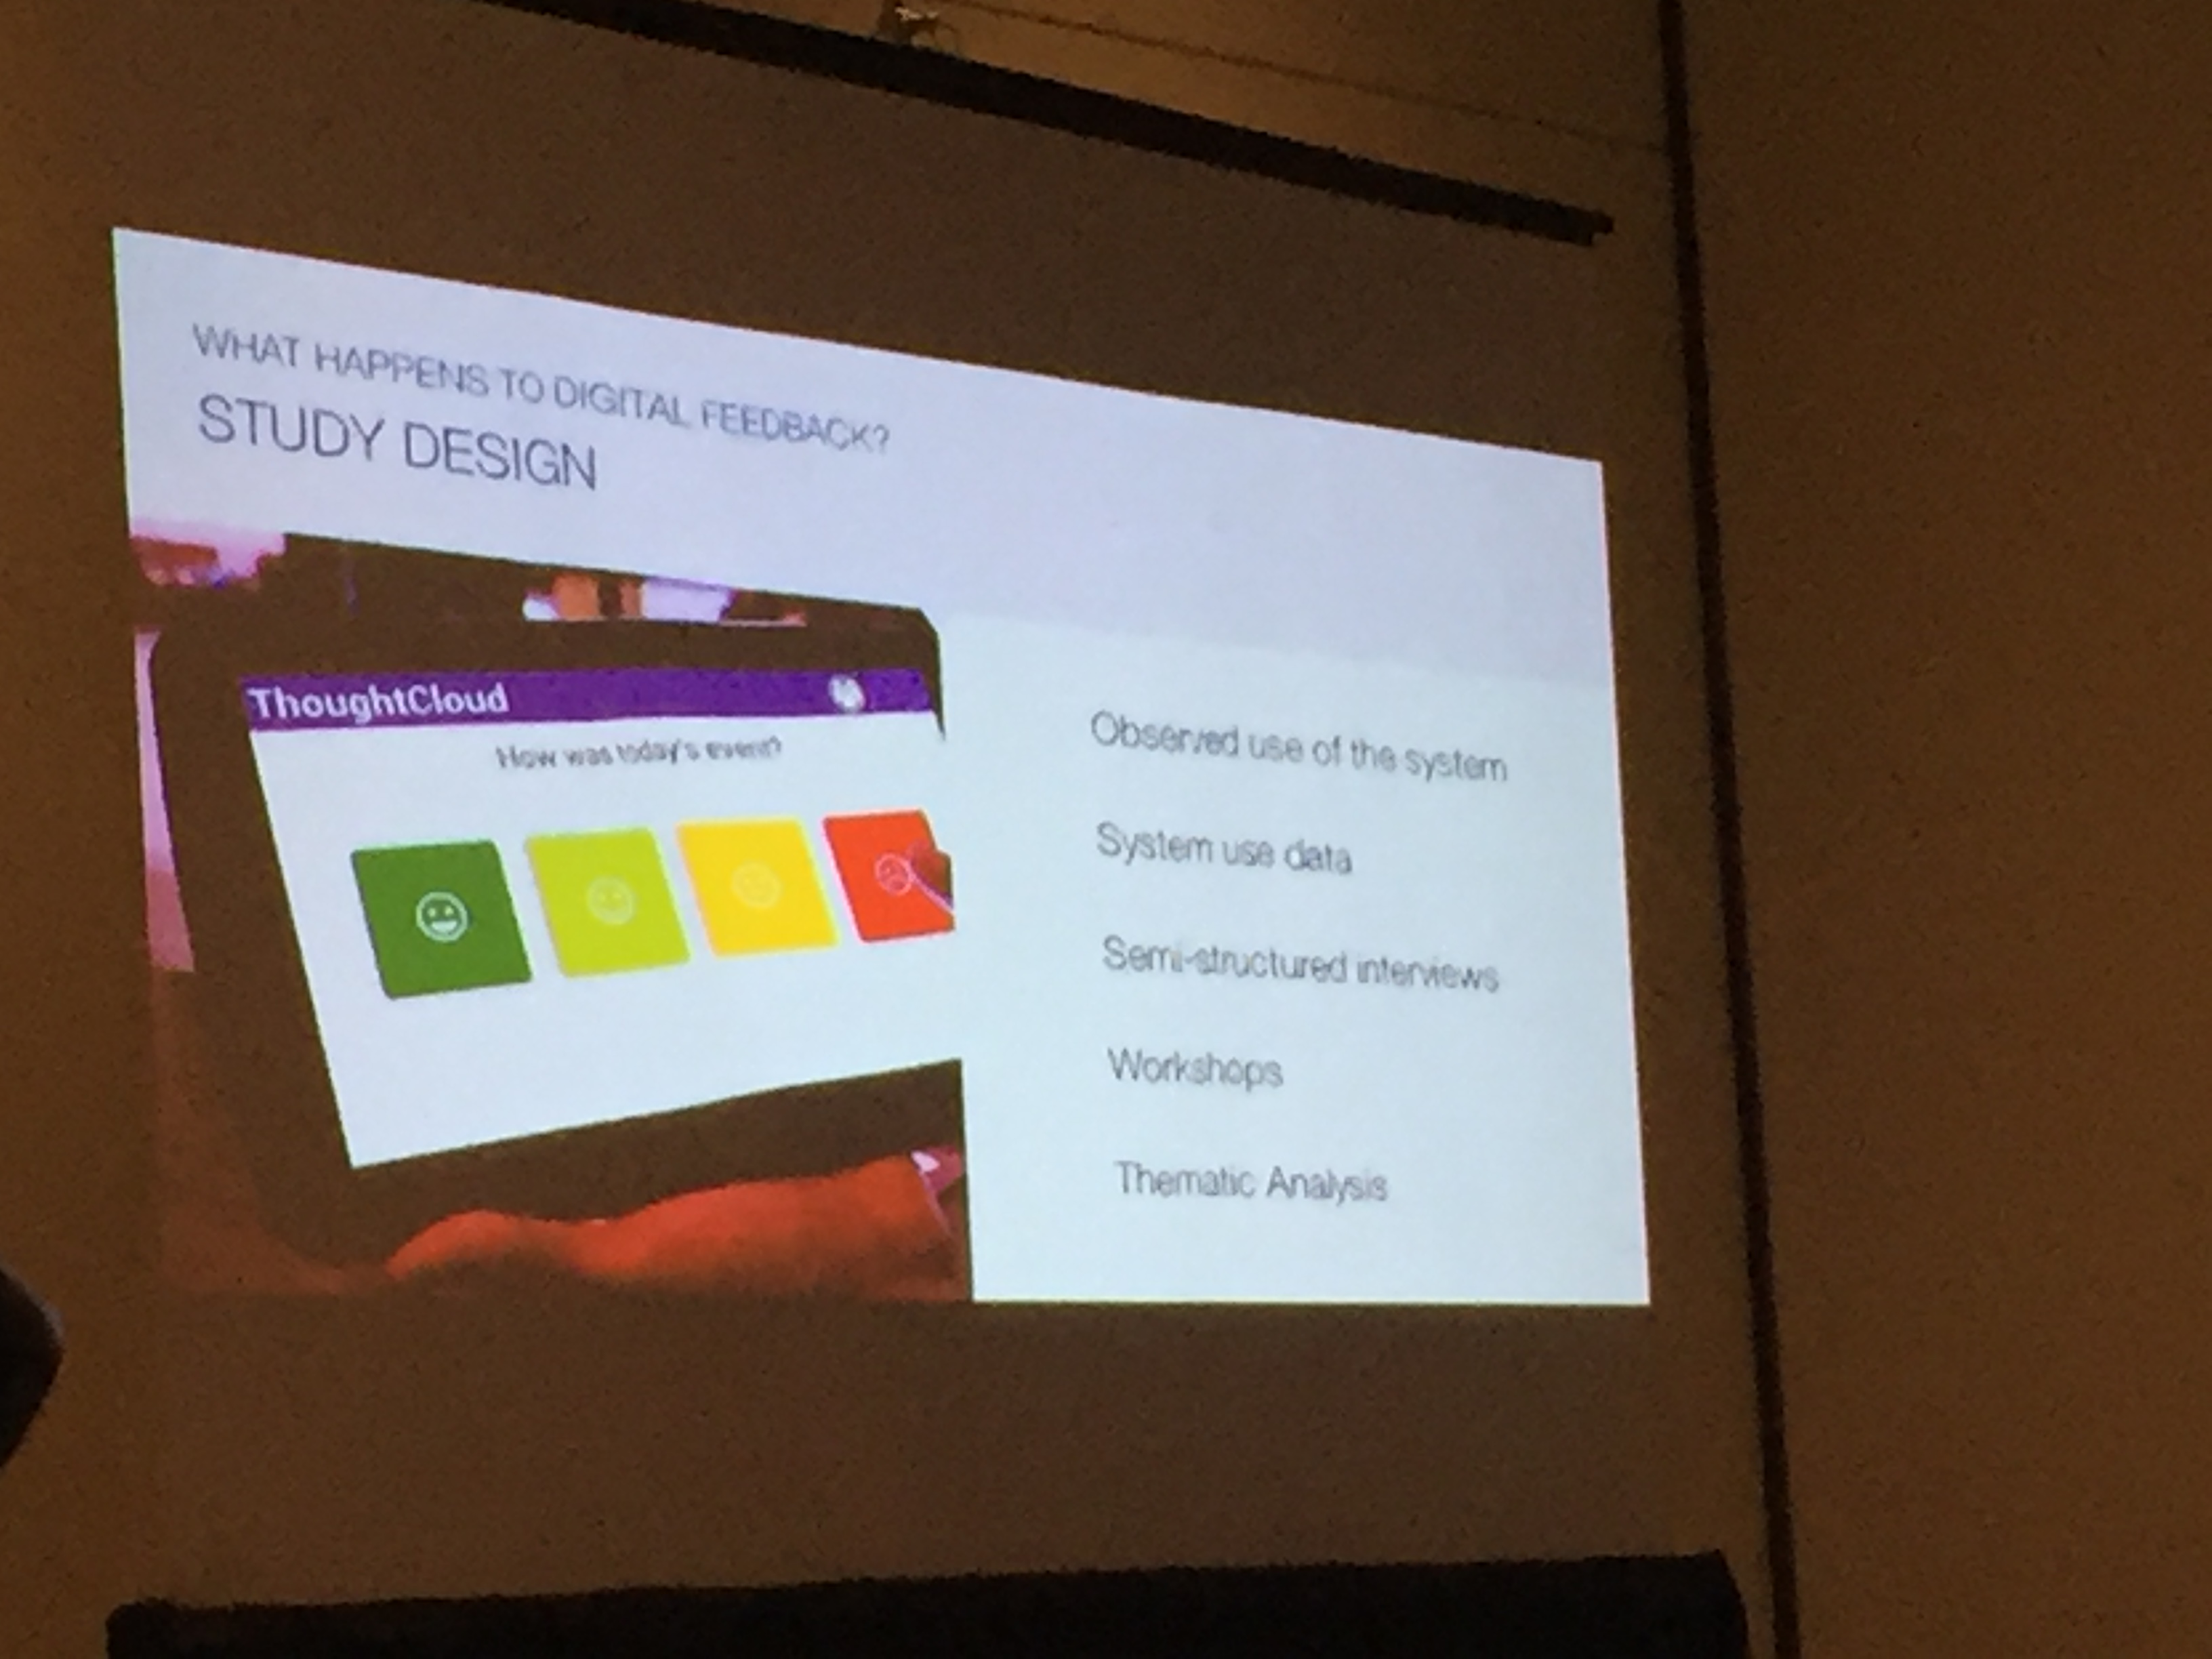 WHAT HAPPENS TO DIGITAL FEEDBACK?
STUDY DESIGN
ThoughtCloud
How was today's event?
Observed use of the system
System use data
Semi-structured interviews
Workshops
Thematic Analysis